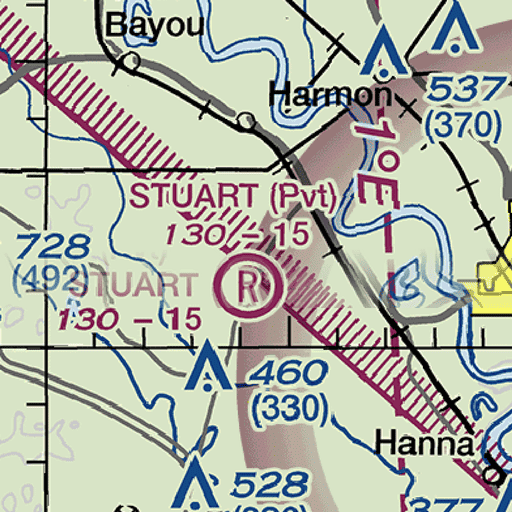 Bayou
537
(370)
Harmon
1°E
STUART (Pvt)
130 – 15
728
(492)
STUART
R
130 – 15
460
(330)
Hanna
528
377